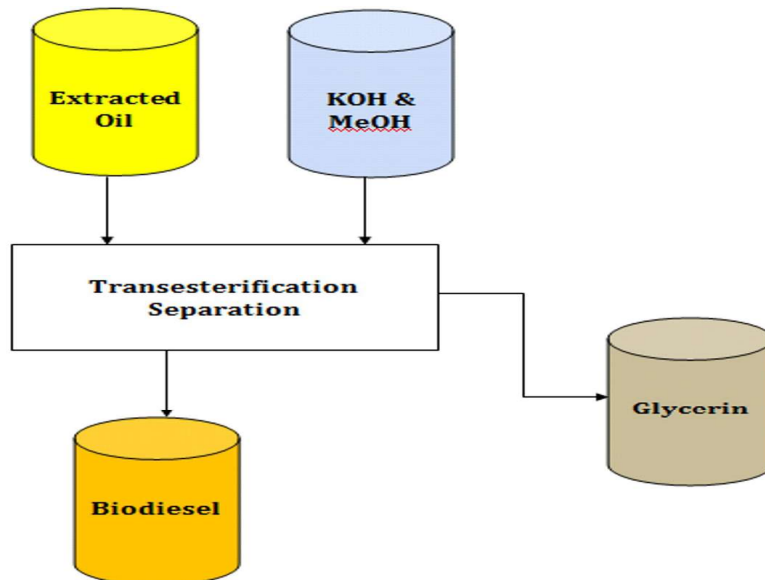 Extracted
Oil
KOH &
MeOH
Transesterification
Separation
Glycerin
Biodiesel